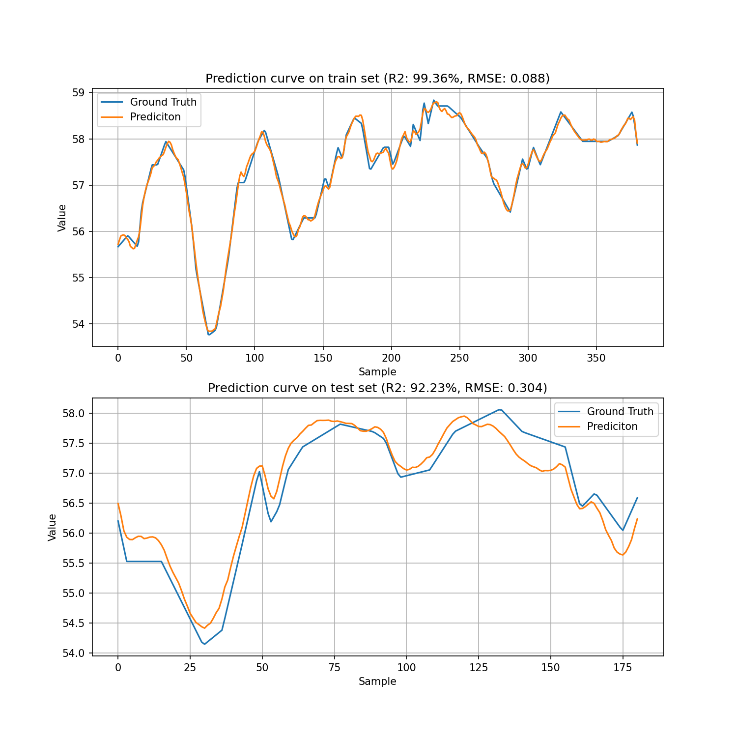 Prediction curve on train set (R2: 99.36%, RMSE: 0.088)
59
58
57
56
55
54
Value
Ground Truth
Prediciton
0 50 100 150 200 250 300 350
Sample
Prediction curve on test set (R2: 92.23%, RMSE: 0.304)
58.0
57.5
57.0
56.5
56.0
55.5
55.0
54.5
54.0
Value
Ground Truth
Prediciton
0 25 50 75 100 125 150 175
Sample